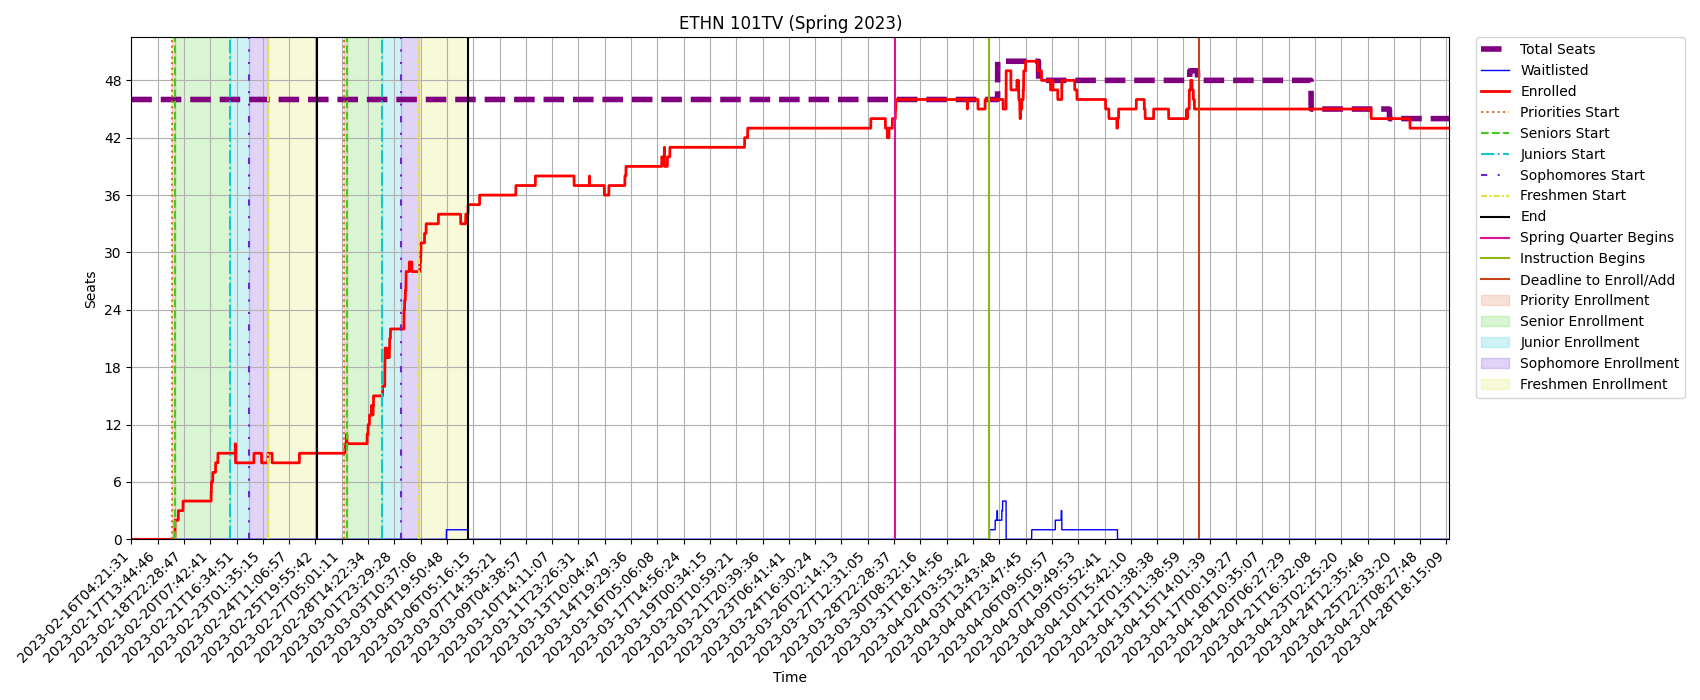 ETHN 101TV (Spring 2023)
Seats
48
42
36
30
24
18
12
6
0
2023-02-16T04:21:31
2023-02-17T13:44:46
2023-02-18T22:28:47
2023-02-20T07:42:41
2023-02-21T16:34:51
2023-02-23T01:35:15
2023-02-24T11:06:57
2023-02-25T19:55:42
2023-02-27T05:01:11
2023-02-28T14:22:34
2023-03-01T23:29:28
2023-03-03T10:37:06
2023-03-04T19:50:48
2023-03-06T05:16:15
2023-03-07T14:35:21
2023-03-09T04:38:57
2023-03-10T14:11:07
2023-03-11T23:26:31
2023-03-13T10:04:47
2023-03-14T19:29:36
2023-03-16T05:06:08
2023-03-17T14:56:24
2023-03-19T00:34:15
2023-03-20T10:59:21
2023-03-21T20:39:36
2023-03-23T06:41:41
2023-03-24T16:30:24
2023-03-26T02:14:13
2023-03-27T12:31:05
2023-03-28T22:28:37
2023-03-30T08:32:16
2023-03-31T18:14:56
2023-04-02T03:53:42
2023-04-03T13:43:48
2023-04-04T23:47:45
2023-04-06T09:50:57
2023-04-07T19:49:53
2023-04-09T05:52:41
2023-04-10T15:42:10
2023-04-12T01:38:38
2023-04-13T11:38:59
2023-04-15T14:01:39
2023-04-17T00:19:27
2023-04-18T10:35:07
2023-04-20T06:27:29
2023-04-21T16:32:08
2023-04-23T02:25:20
2023-04-24T12:35:46
2023-04-25T22:33:20
2023-04-27T08:27:48
2023-04-28T18:15:09
Time
Total Seats
Waitlisted
Enrolled
Priorities Start
Seniors Start
Juniors Start
Sophomores Start
Freshmen Start
End
Spring Quarter Begins
Instruction Begins
Deadline to Enroll/Add
Priority Enrollment
Senior Enrollment
Junior Enrollment
Sophomore Enrollment
Freshmen Enrollment